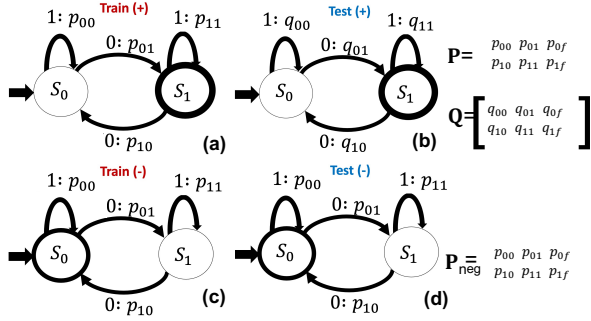 Train (+)
1: p₀₀ 0: p₀₁ 1: p₁₁
S₀ S₁
0: p₁₀ (a)
Test (+)
1: q₀₀ 0: q₀₁ 1: q₁₁
S₀ S₁
0: q₁₀ (b)
P= p₀₀ p₀₁ p₀f
p₁₀ p₁₁ p₁f
Q= [ q₀₀ q₀₁ q₀f
q₁₀ q₁₁ q₁f ]
Train (-)
1: p₀₀ 0: p₀₁ 1: p₁₁
S₀ S₁
0: p₁₀ (c)
Test (-)
1: p₀₀ 0: p₀₁ 1: p₁₁
S₀ S₁
0: p₁₀ (d)
Pneg= p₀₀ p₀₁ p₀f
p₁₀ p₁₁ p₁f